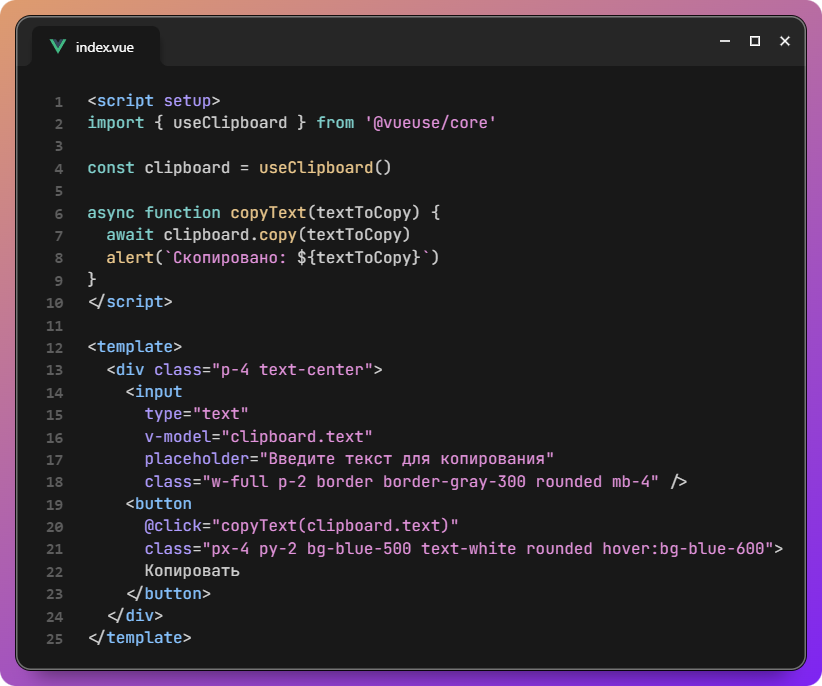 index.vue
1 <script setup>
2 import { useClipboard } from '@vueuse/core'
3
4 const clipboard = useClipboard()
5
6 async function copyText(textToCopy) {
7   await clipboard.copy(textToCopy)
8   alert(`Скопировано: ${textToCopy}`)
9 }
10 </script>
11
12 <template>
13   <div class="p-4 text-center">
14     <input
15       type="text"
16       v-model="clipboard.text"
17       placeholder="Введите текст для копирования"
18       class="w-full p-2 border border-gray-300 rounded mb-4" />
19     <button
20       @click="copyText(clipboard.text)"
21       class="px-4 py-2 bg-blue-500 text-white rounded hover:bg-blue-600">
22       Копировать
23     </button>
24   </div>
25 </template>